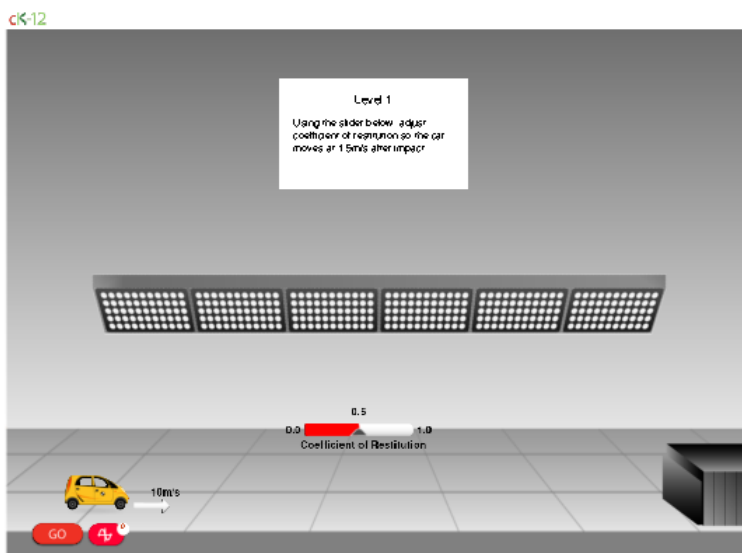 cK-12
Level 1
Using the slider below adjust
coefficient of restitution so the car
moves at 1.5m/s after impact
0.5
0.0
1.0
Coefficient of Restitution
10m/s
GO
0